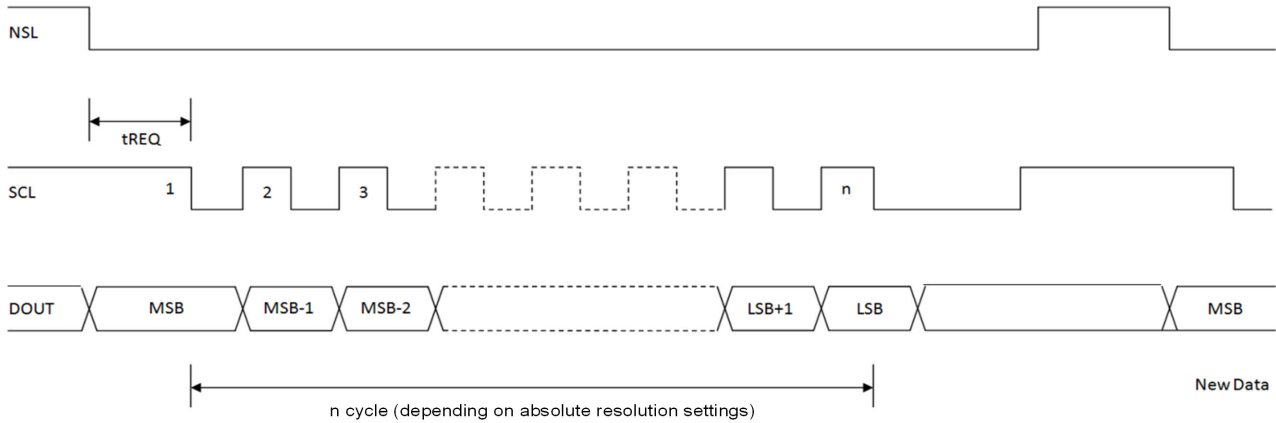 NSL
tREQ
SCL
1
2
3
n
DOUT
MSB
MSB-1
MSB-2
LSB+1
LSB
MSB
New Data
n cycle (depending on absolute resolution settings)